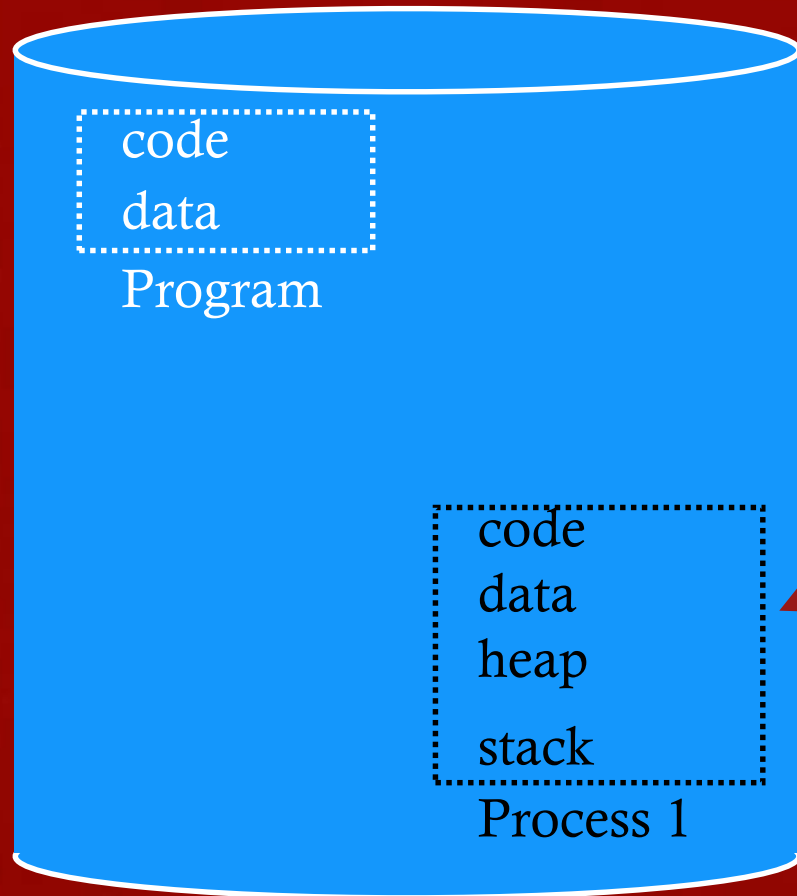 code
data
Program
code
data
heap
stack
Process 1